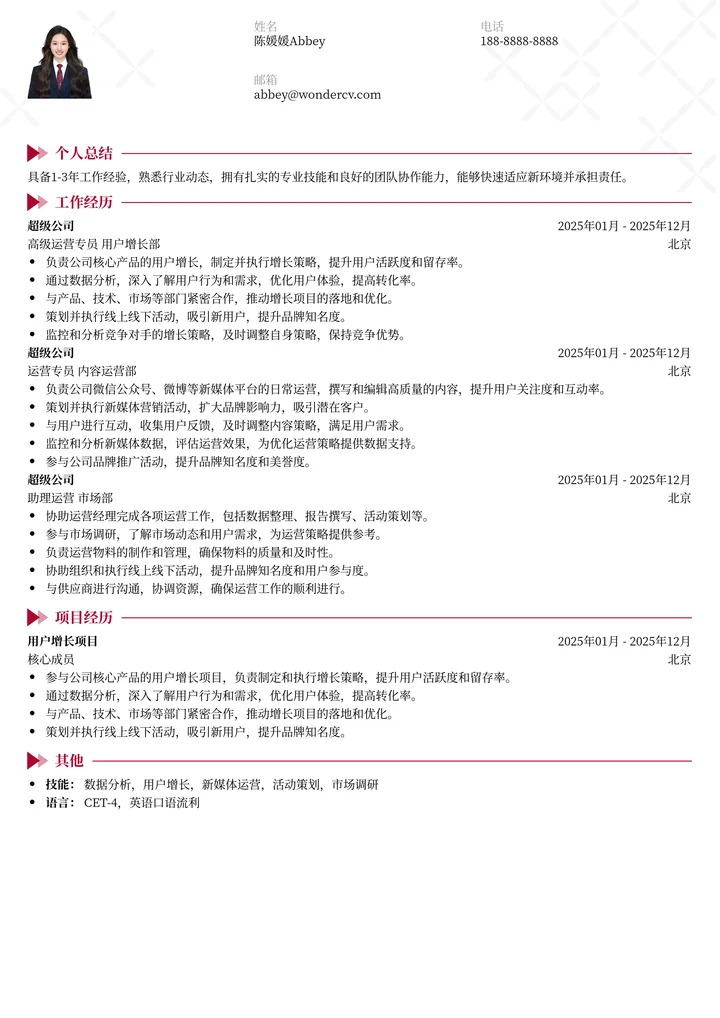 姓名
陈媛媛Abbey
电话
188-8888-8888
邮箱
abbey@wondercv.com
个人总结
具备1-3年工作经验，熟悉行业动态，拥有扎实的专业技能和良好的团队协作能力，能够快速适应新环境并承担责任。
工作经历
超级公司 2025年01月 - 2025年12月
高级运营专员 用户增长部 北京
• 负责公司核心产品的用户增长，制定并执行增长策略，提升用户活跃度和留存率。
• 通过数据分析，深入了解用户行为和需求，优化用户体验，提高转化率。
• 与产品、技术、市场等部门紧密合作，推动增长项目的落地和优化。
• 策划并执行线上线下活动，吸引新用户，提升品牌知名度。
• 监控和分析竞争对手的增长策略，及时调整自身策略，保持竞争优势。
超级公司 2025年01月 - 2025年12月
运营专员 内容运营部 北京
• 负责公司微信公众号、微博等新媒体平台的日常运营，撰写和编辑高质量的内容，提升用户关注度和互动率。
• 策划并执行新媒体营销活动，扩大品牌影响力，吸引潜在客户。
• 与用户进行互动，收集用户反馈，及时调整内容策略，满足用户需求。
• 监控和分析新媒体数据，评估运营效果，为优化运营策略提供数据支持。
• 参与公司品牌推广活动，提升品牌知名度和美誉度。
超级公司 2025年01月 - 2025年12月
助理运营 市场部 北京
• 协助运营经理完成各项运营工作，包括数据整理、报告撰写、活动策划等。
• 参与市场调研，了解市场动态和用户需求，为运营策略提供参考。
• 负责运营物料的制作和管理，确保物料的质量和及时性。
• 协助组织和执行线上线下活动，提升品牌知名度和用户参与度。
• 与供应商进行沟通，协调资源，确保运营工作的顺利进行。
项目经历
用户增长项目 2025年01月 - 2025年12月
核心成员 北京
• 参与公司核心产品的用户增长项目，负责制定和执行增长策略，提升用户活跃度和留存率。
• 通过数据分析，深入了解用户行为和需求，优化用户体验，提高转化率。
• 与产品、技术、市场等部门紧密合作，推动增长项目的落地和优化。
• 策划并执行线上线下活动，吸引新用户，提升品牌知名度。
其他
• 技能： 数据分析，用户增长，新媒体运营，活动策划，市场调研
• 语言： CET-4，英语口语流利